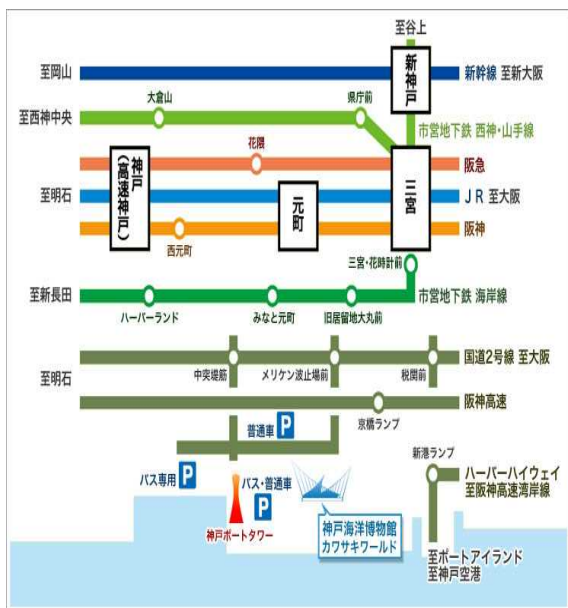 至谷上
至岡山
新神戸
新幹線 至新大阪
大倉山
県庁前
至西神中央
市営地下鉄 西神・山手線
花隈
阪急
神戸
(高速神戸)
至明石
元町
三宮
JR 至大阪
阪神
西元町
三宮・花時計前
至新長田
市営地下鉄 海岸線
ハーバーランド
みなと元町
旧居留地大丸前
国道2号線 至大阪
中突堤筋
メリケン波止場前
税関前
至明石
阪神高速
京橋ランプ
普通車 P
新港ランプ
バス専用 P
バス・普通車
P
ハーバーハイウェイ
至阪神高速湾岸線
神戸ポートタワー
神戸海洋博物館
カワサキワールド
至ポートアイランド
至神戸空港